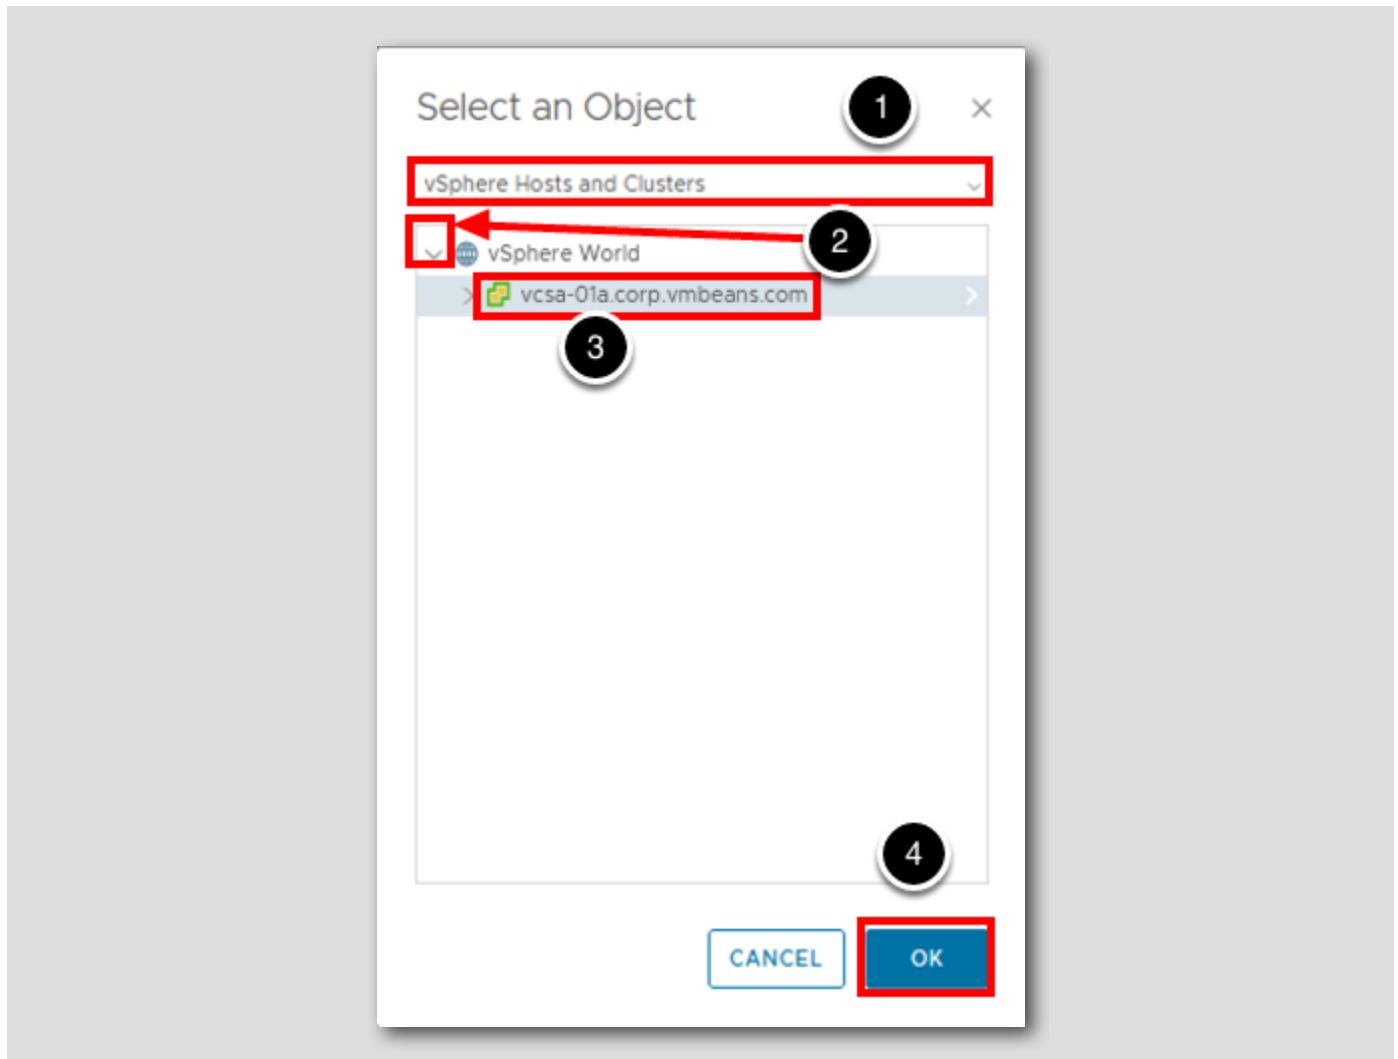 Select an Object
1
vSphere Hosts and Clusters
2
vSphere World
vcsa-01a.corp.vmbeans.com
3
4
CANCEL
OK